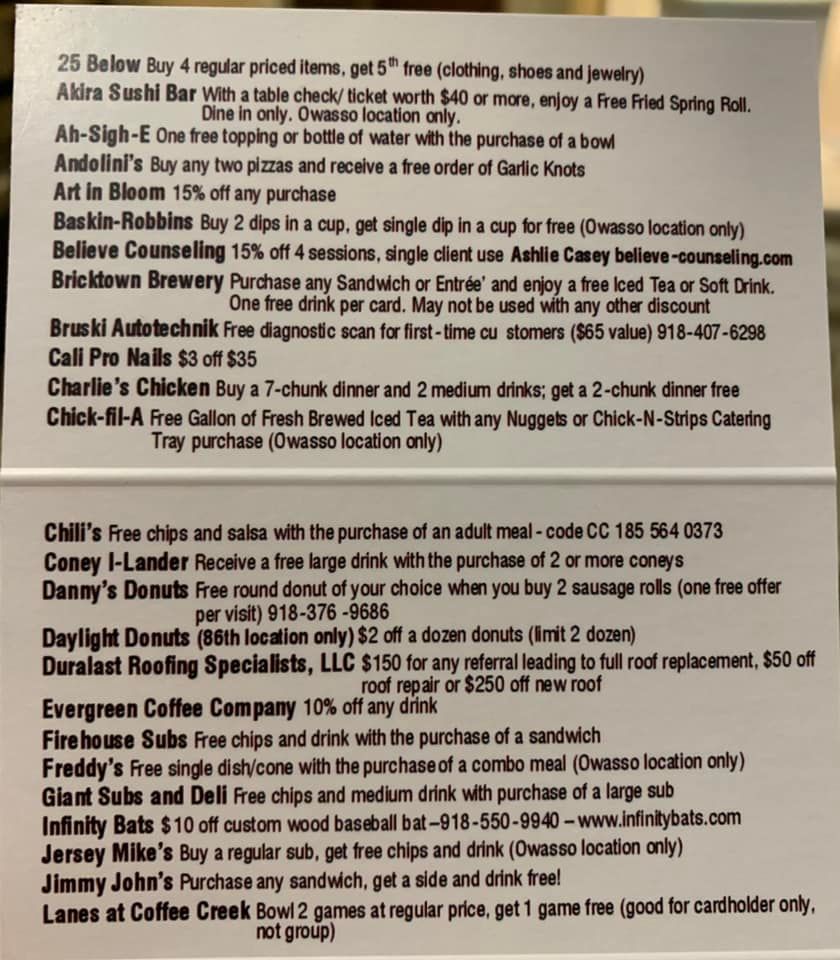 25 Below Buy 4 regular priced items, get 5th free (clothing, shoes and jewelry)
Akira Sushi Bar With a table check/ ticket worth $40 or more, enjoy a Free Fried Spring Roll.
Dine in only. Owasso location only.
Ah-Sigh-E One free topping or bottle of water with the purchase of a bowl
Andolini's Buy any two pizzas and receive a free order of Garlic Knots
Art in Bloom 15% off any purchase
Baskin-Robbins Buy 2 dips in a cup, get single dip in a cup for free (Owasso location only)
Believe Counseling 15% off 4 sessions, single client use Ashlie Casey believe-counseling.com
Bricktown Brewery Purchase any Sandwich or Entrée' and enjoy a free Iced Tea or Soft Drink.
One free drink per card. May not be used with any other discount
Bruski Autotechnik Free diagnostic scan for first-time cu stomers ($65 value) 918-407-6298
Cali Pro Nails $3 off $35
Charlie's Chicken Buy a 7-chunk dinner and 2 medium drinks; get a 2-chunk dinner free
Chick-fil-A Free Gallon of Fresh Brewed Iced Tea with any Nuggets or Chick-N-Strips Catering
Tray purchase (Owasso location only)
Chili's Free chips and salsa with the purchase of an adult meal - code CC 185 564 0373
Coney I-Lander Receive a free large drink with the purchase of 2 or more coneys
Danny's Donuts Free round donut of your choice when you buy 2 sausage rolls (one free offer
per visit) 918-376 -9686
Daylight Donuts (86th location only) $2 off a dozen donuts (limit 2 dozen)
Duralast Roofing Specialists, LLC $150 for any referral leading to full roof replacement, $50 off
roof repair or $250 off new roof
Evergreen Coffee Company 10% off any drink
Firehouse Subs Free chips and drink with the purchase of a sandwich
Freddy's Free single dish/cone with the purchase of a combo meal (Owasso location only)
Giant Subs and Deli Free chips and medium drink with purchase of a large sub
Infinity Bats $10 off custom wood baseball bat –918-550-9940 – www.infinitybats.com
Jersey Mike's Buy a regular sub, get free chips and drink (Owasso location only)
Jimmy John's Purchase any sandwich, get a side and drink free!
Lanes at Coffee Creek Bowl 2 games at regular price, get 1 game free (good for cardholder only,
not group)